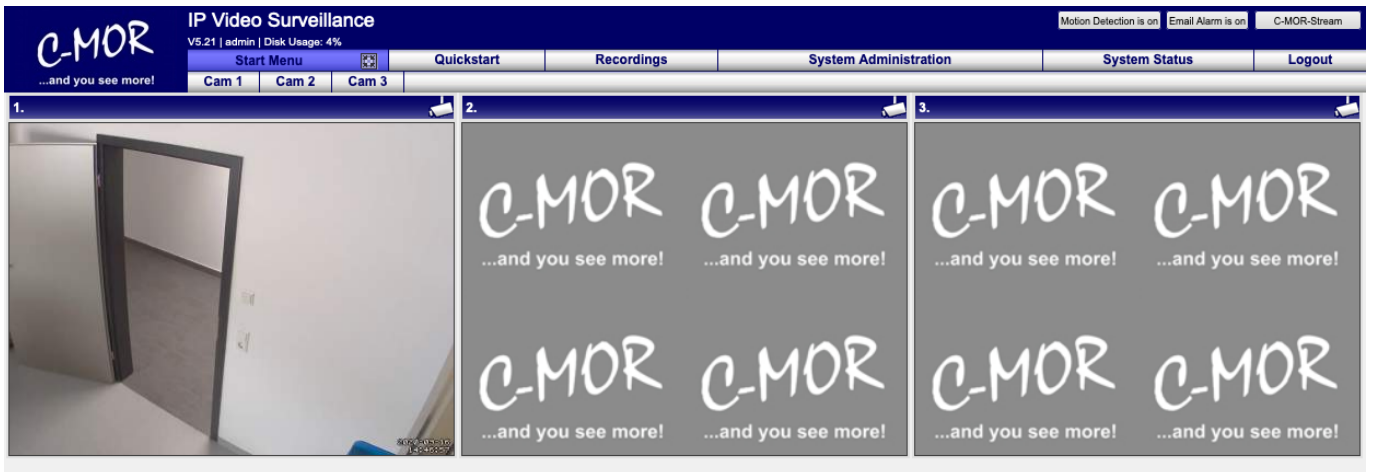 C-MOR
...and you see more!
IP Video Surveillance
V5.21 | admin | Disk Usage: 4%
Motion Detection is on
Email Alarm is on
C-MOR-Stream
Start Menu
Quickstart
Recordings
System Administration
System Status
Logout
Cam 1
Cam 2
Cam 3
1.
2.
3.
C-MOR
...and you see more!
C-MOR
...and you see more!
C-MOR
...and you see more!
C-MOR
...and you see more!
C-MOR
...and you see more!
C-MOR
...and you see more!
C-MOR
...and you see more!
C-MOR
...and you see more!